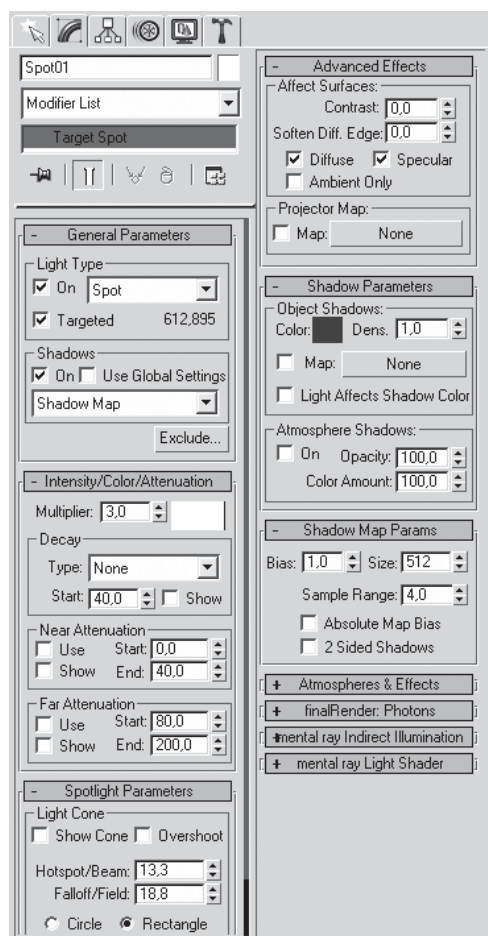 Spot01
Modifier List
Target Spot
- General Parameters
Light Type
On Spot
Targeted 612,895
Shadows
On Use Global Settings
Shadow Map
Exclude...
- Intensity/Color/Attenuation
Multiplier: 3,0
Decay
Type: None
Start: 40,0 Show
Near Attenuation
Use Start: 0,0
Show End: 40,0
Far Attenuation
Use Start: 80,0
Show End: 200,0
- Spotlight Parameters
Light Cone
Show Cone Overshoot
Hotspot/Beam: 13,3
Falloff/Field: 18,8
Circle Rectangle
- Advanced Effects
Affect Surfaces:
Contrast: 0,0
Soften Diff. Edge: 0,0
Diffuse Specular
Ambient Only
Projector Map:
Map: None
- Shadow Parameters
Object Shadows:
Color: Dens. 1,0
Map: None
Light Affects Shadow Color
Atmosphere Shadows:
On Opacity: 100,0
Color Amount: 100,0
- Shadow Map Params
Bias: 1,0 Size: 512
Sample Range: 4,0
Absolute Map Bias
2 Sided Shadows
+ Atmospheres & Effects
+ finalRender: Photons
+ mental ray Indirect Illumination
+ mental ray Light Shader